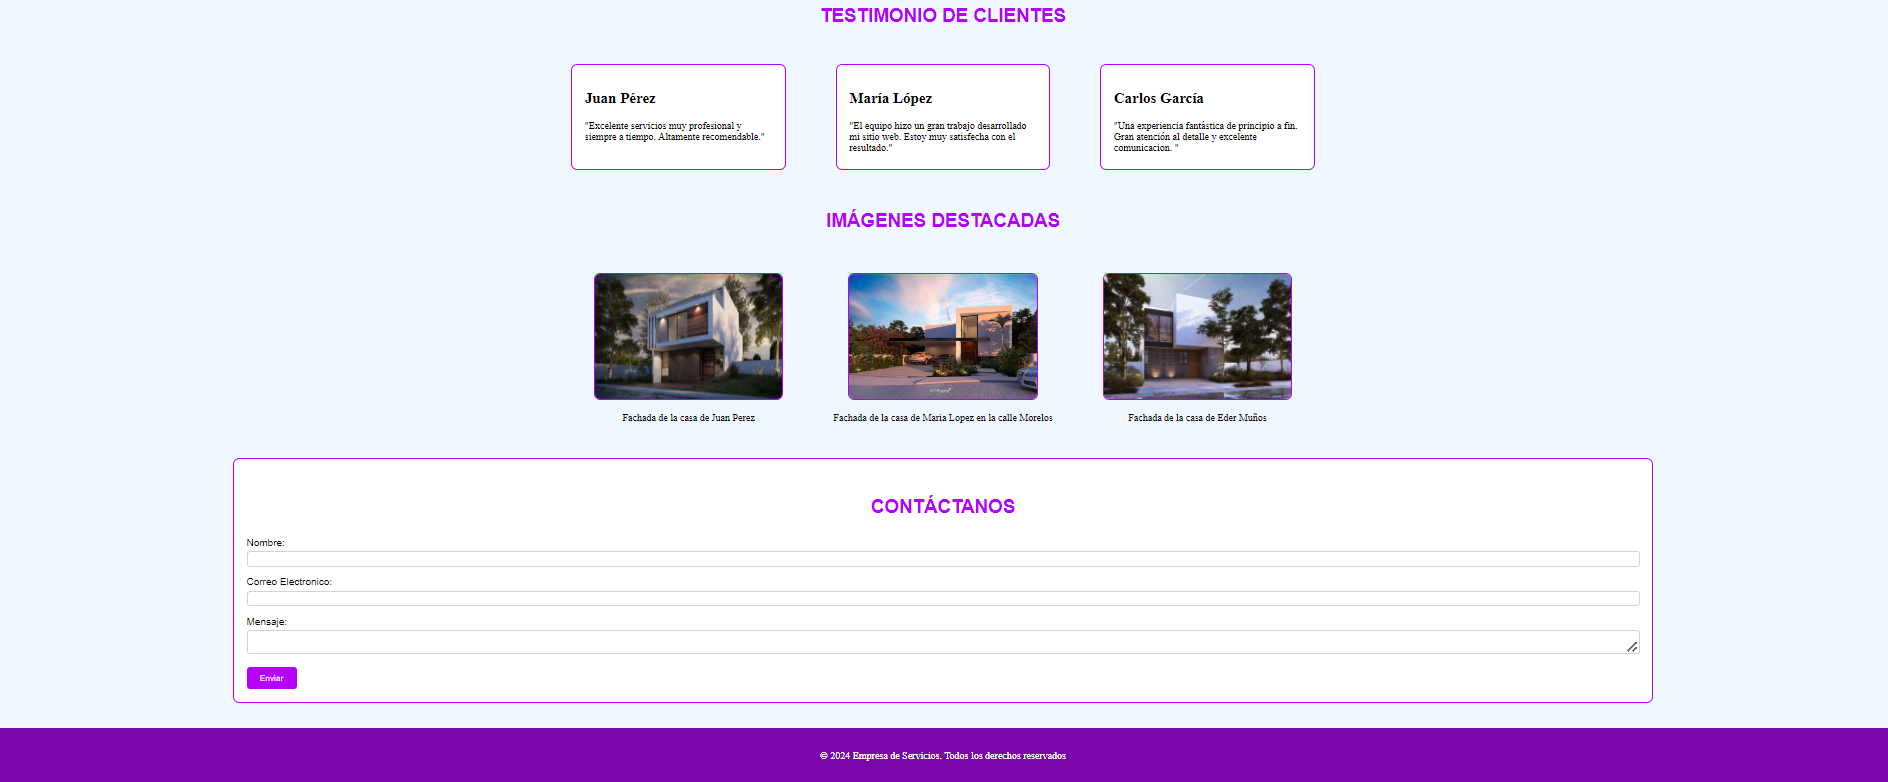 TESTIMONIO DE CLIENTES
Juan Pérez
"Excelente servicios muy profesional y
siempre a tiempo. Altamente recomendable."
María López
"El equipo hizo un gran trabajo desarrollado
mi sitio web. Estoy muy satisfecha con el
resultado."
Carlos García
"Una experiencia fantástica de principio a fin.
Gran atención al detalle y excelente
comunicacion. "
IMÁGENES DESTACADAS
Fachada de la casa de Juan Perez
Fachada de la casa de Maria Lopez en la calle Morelos
Fachada de la casa de Eder Muños
CONTÁCTANOS
Nombre:
Correo Electronico:
Mensaje:
Enviar
© 2024 Empresa de Servicios. Todos los derechos reservados